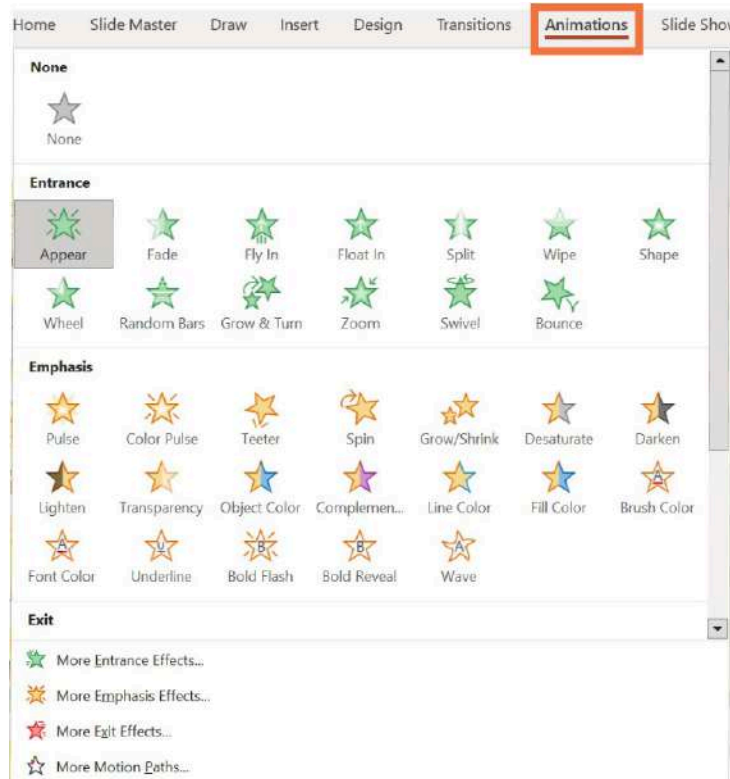 Home Slide Master Draw Insert Design Transitions Animations Slide Show
None
None
Entrance
Appear Fade Fly In Float In Split Wipe Shape
Wheel Random Bars Grow & Turn Zoom Swivel Bounce
Emphasis
Pulse Color Pulse Teeter Spin Grow/Shrink Desaturate Darken
Lighten Transparency Object Color Complemen... Line Color Fill Color Brush Color
Font Color Underline Bold Flash Bold Reveal Wave
Exit
More Entrance Effects...
More Emphasis Effects...
More Exit Effects...
More Motion Paths...